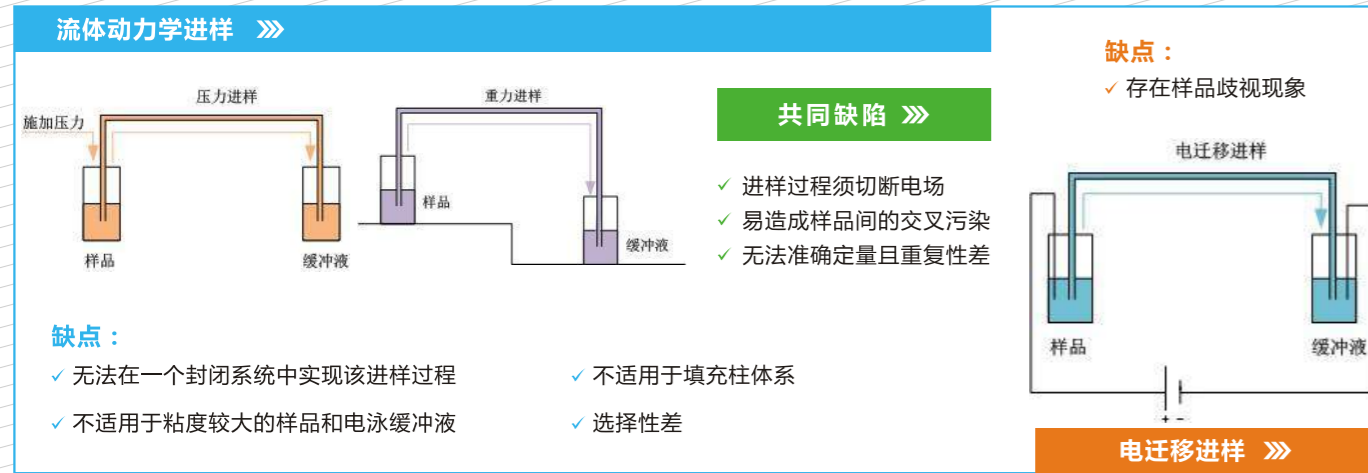 流体动力学进样
压力进样
施加压力
样品
缓冲液
重力进样
样品
缓冲液
共同缺陷
进样过程须切断电场
易造成样品间的交叉污染
无法准确定量且重复性差
缺点：
无法在一个封闭系统中实现该进样过程
不适用于粘度较大的样品和电泳缓冲液
不适用于填充柱体系
选择性差
缺点：
存在样品歧视现象
电迁移进样
样品
缓冲液
+ -
电迁移进样